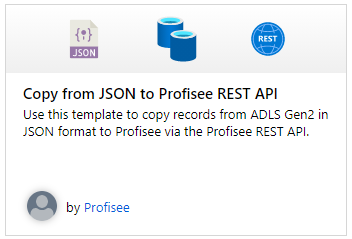 JSON
REST
Copy from JSON to Profisee REST API
Use this template to copy records from ADLS Gen2 in
JSON format to Profisee via the Profisee REST API.
by Profisee